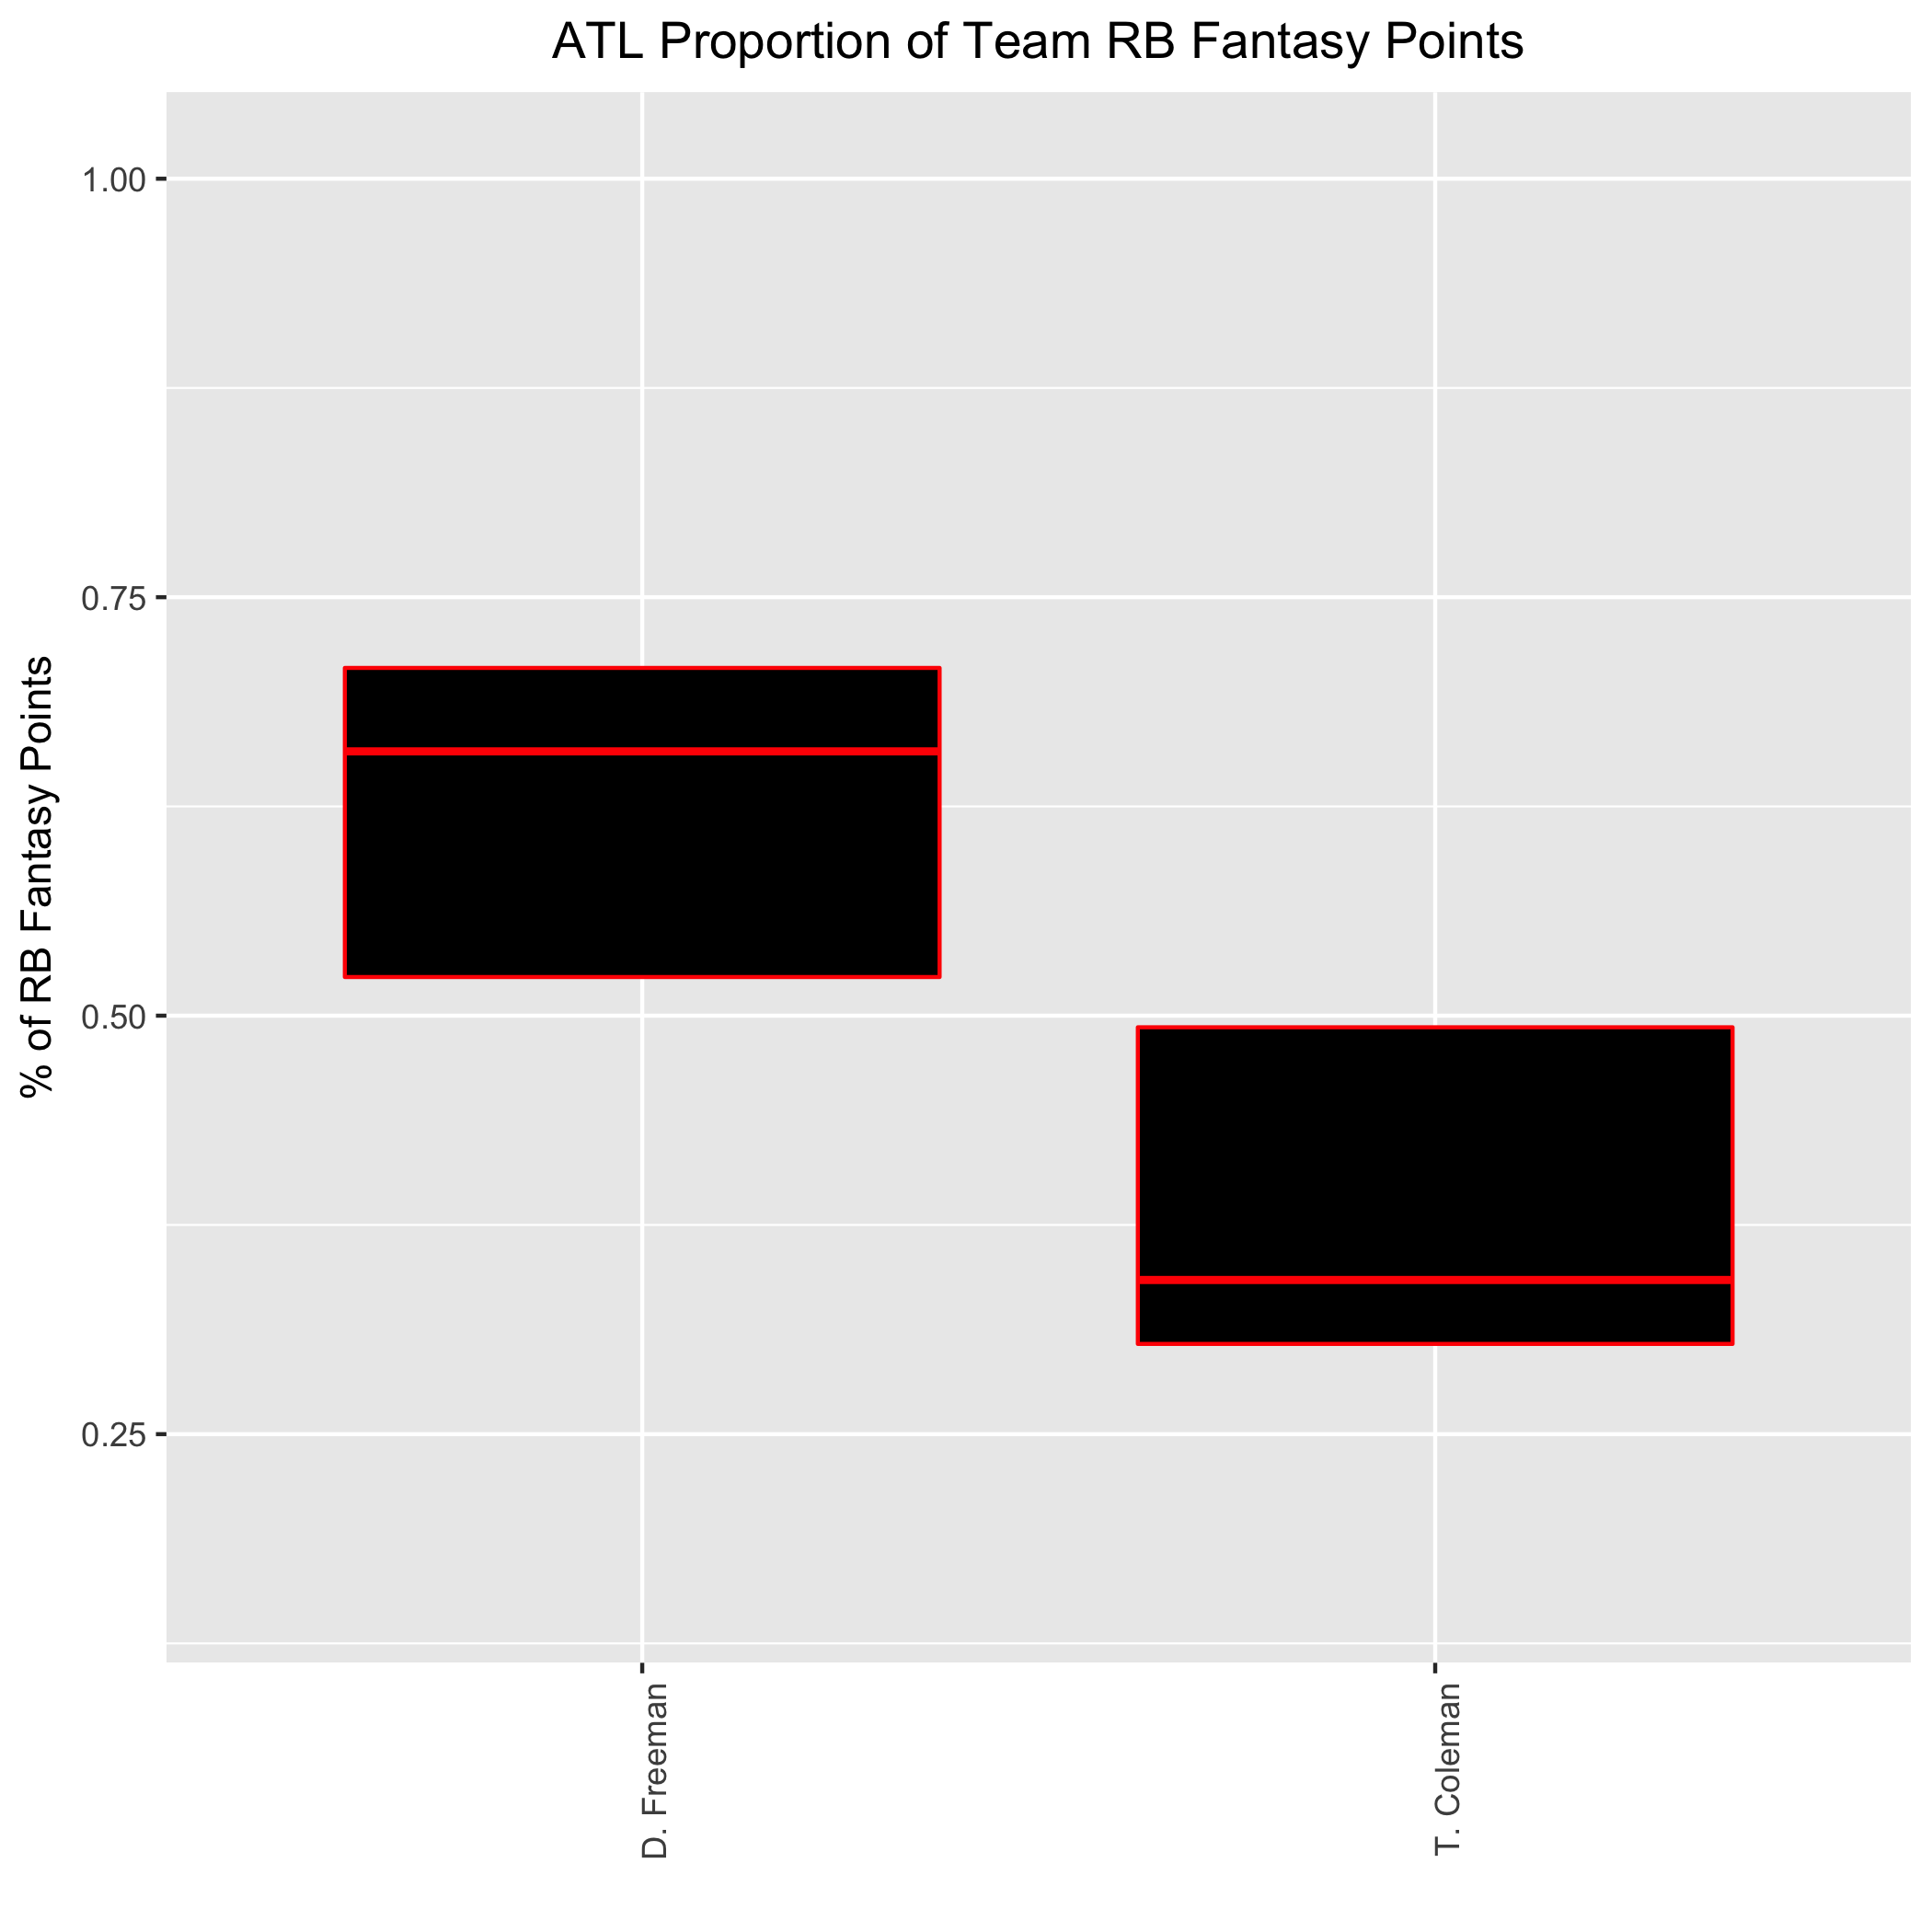 ATL Proportion of Team RB Fantasy Points
% of RB Fantasy Points
1.00
0.75
0.50
0.25
D. Freeman
T. Coleman